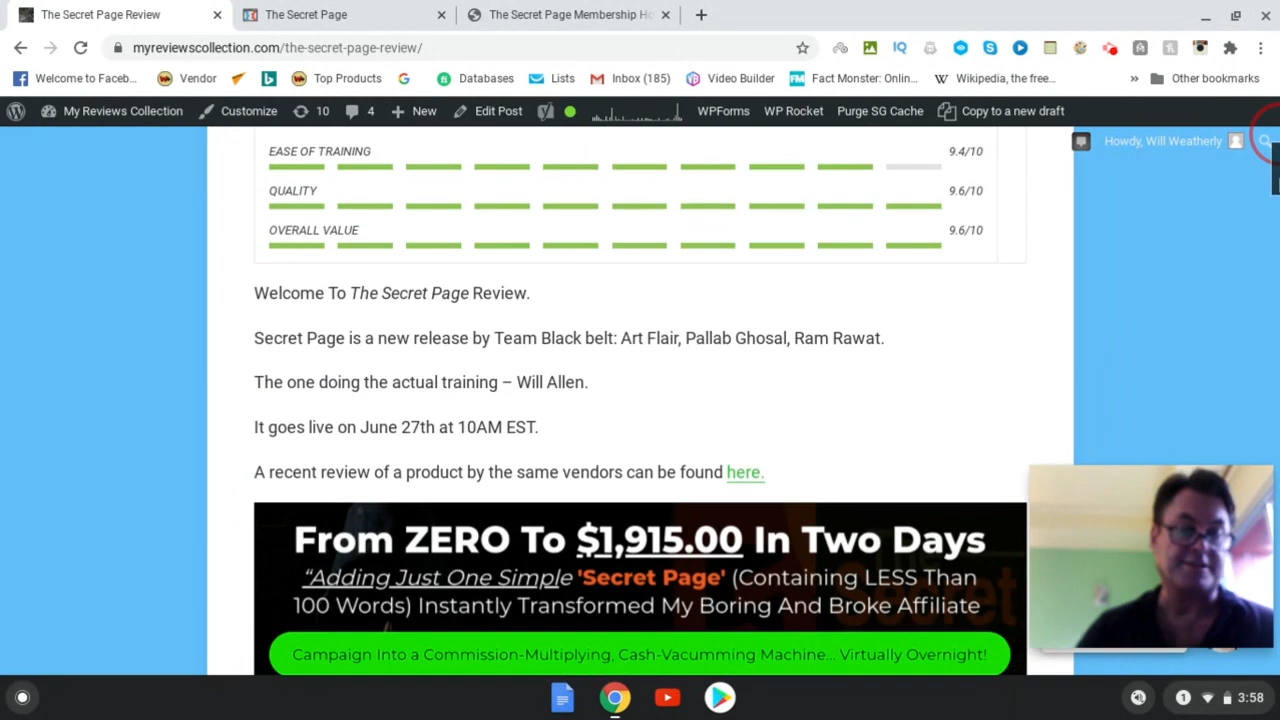 The Secret Page Review
The Secret Page
The Secret Page Membership Ho
myreviewscollection.com/the-secret-page-review/
Welcome to Faceb...
Vendor
Top Products
Databases
Lists
Inbox (185)
Video Builder
Fact Monster: Onlin...
Wikipedia, the free...
Other bookmarks
My Reviews Collection
Customize
10
4
New
Edit Post
WPForms
WP Rocket
Purge SG Cache
Copy to a new draft
Howdy, Will Weatherly
EASE OF TRAINING 9.4/10
QUALITY 9.6/10
OVERALL VALUE 9.6/10
Welcome To The Secret Page Review.
Secret Page is a new release by Team Black belt: Art Flair, Pallab Ghosal, Ram Rawat.
The one doing the actual training – Will Allen.
It goes live on June 27th at 10AM EST.
A recent review of a product by the same vendors can be found here.
From ZERO To $1,915.00 In Two Days
“Adding Just One Simple 'Secret Page' (Containing LESS Than
100 Words) Instantly Transformed My Boring And Broke Affiliate
Campaign Into a Commission-Multiplying, Cash-Vacumming Machine... Virtually Overnight!
1
3:58